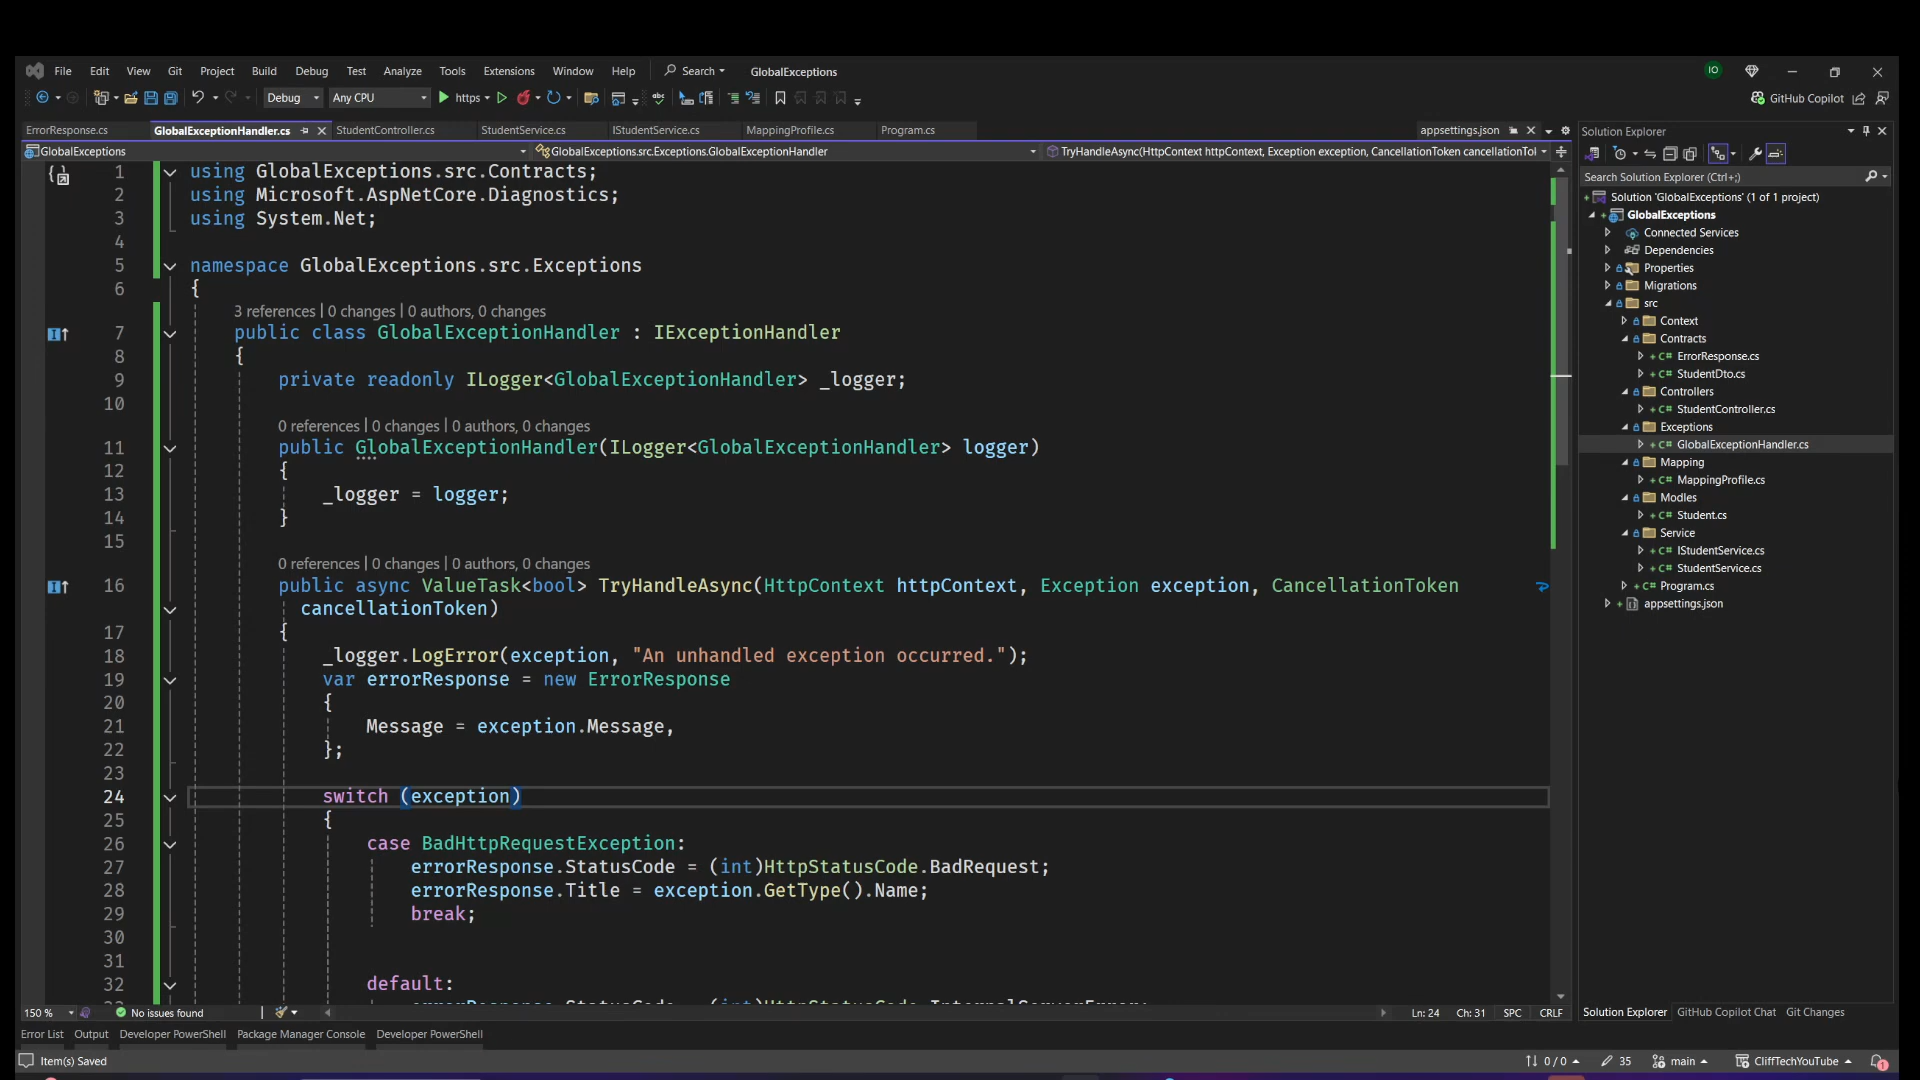 File Edit View Git Project Build Debug Test Analyze Tools Extensions Window Help Search GlobalExceptions IO
Debug Any CPU https GitHub Copilot
ErrorResponse.cs GlobalExceptionHandler.cs StudentController.cs StudentService.cs IStudentService.cs MappingProfile.cs Program.cs appsettings.json
GlobalExceptions GlobalExceptions.src.Exceptions.GlobalExceptionHandler TryHandleAsync(HttpContext httpContext, Exception exception, CancellationToken cancellationTol
1 using GlobalExceptions.src.Contracts;
2 using Microsoft.AspNetCore.Diagnostics;
3 using System.Net;
4
5 namespace GlobalExceptions.src.Exceptions
6 {
3 references | 0 changes | 0 authors, 0 changes
7 public class GlobalExceptionHandler : IExceptionHandler
8 {
9 private readonly ILogger<GlobalExceptionHandler> _logger;
10
0 references | 0 changes | 0 authors, 0 changes
11 public GlobalExceptionHandler(ILogger<GlobalExceptionHandler> logger)
12 {
13 _logger = logger;
14 }
15
0 references | 0 changes | 0 authors, 0 changes
16 public async ValueTask<bool> TryHandleAsync(HttpContext httpContext, Exception exception, CancellationToken
cancellationToken)
17 {
18 _logger.LogError(exception, "An unhandled exception occurred.");
19 var errorResponse = new ErrorResponse
20 {
21 Message = exception.Message,
22 };
23
24 switch (exception)
25 {
26 case BadHttpRequestException:
27 errorResponse.StatusCode = (int)HttpStatusCode.BadRequest;
28 errorResponse.Title = exception.GetType().Name;
29 break;
30
31
32 default:
33 errorResponse.StatusCode = (int)HttpStatusCode.InternalServerError;
Solution Explorer
Search Solution Explorer (Ctrl+;)
Solution 'GlobalExceptions' (1 of 1 project)
GlobalExceptions
Connected Services
Dependencies
Properties
Migrations
src
Context
Contracts
C# ErrorResponse.cs
C# StudentDto.cs
Controllers
C# StudentController.cs
Exceptions
C# GlobalExceptionHandler.cs
Mapping
C# MappingProfile.cs
Modles
C# Student.cs
Service
C# IStudentService.cs
C# StudentService.cs
C# Program.cs
appsettings.json
150 % No issues found Ln: 24 Ch: 31 SPC CRLF
Solution Explorer GitHub Copilot Chat Git Changes
Error List Output Developer PowerShell Package Manager Console Developer PowerShell
Item(s) Saved 0 / 0 35 main CliffTechYouTube 1